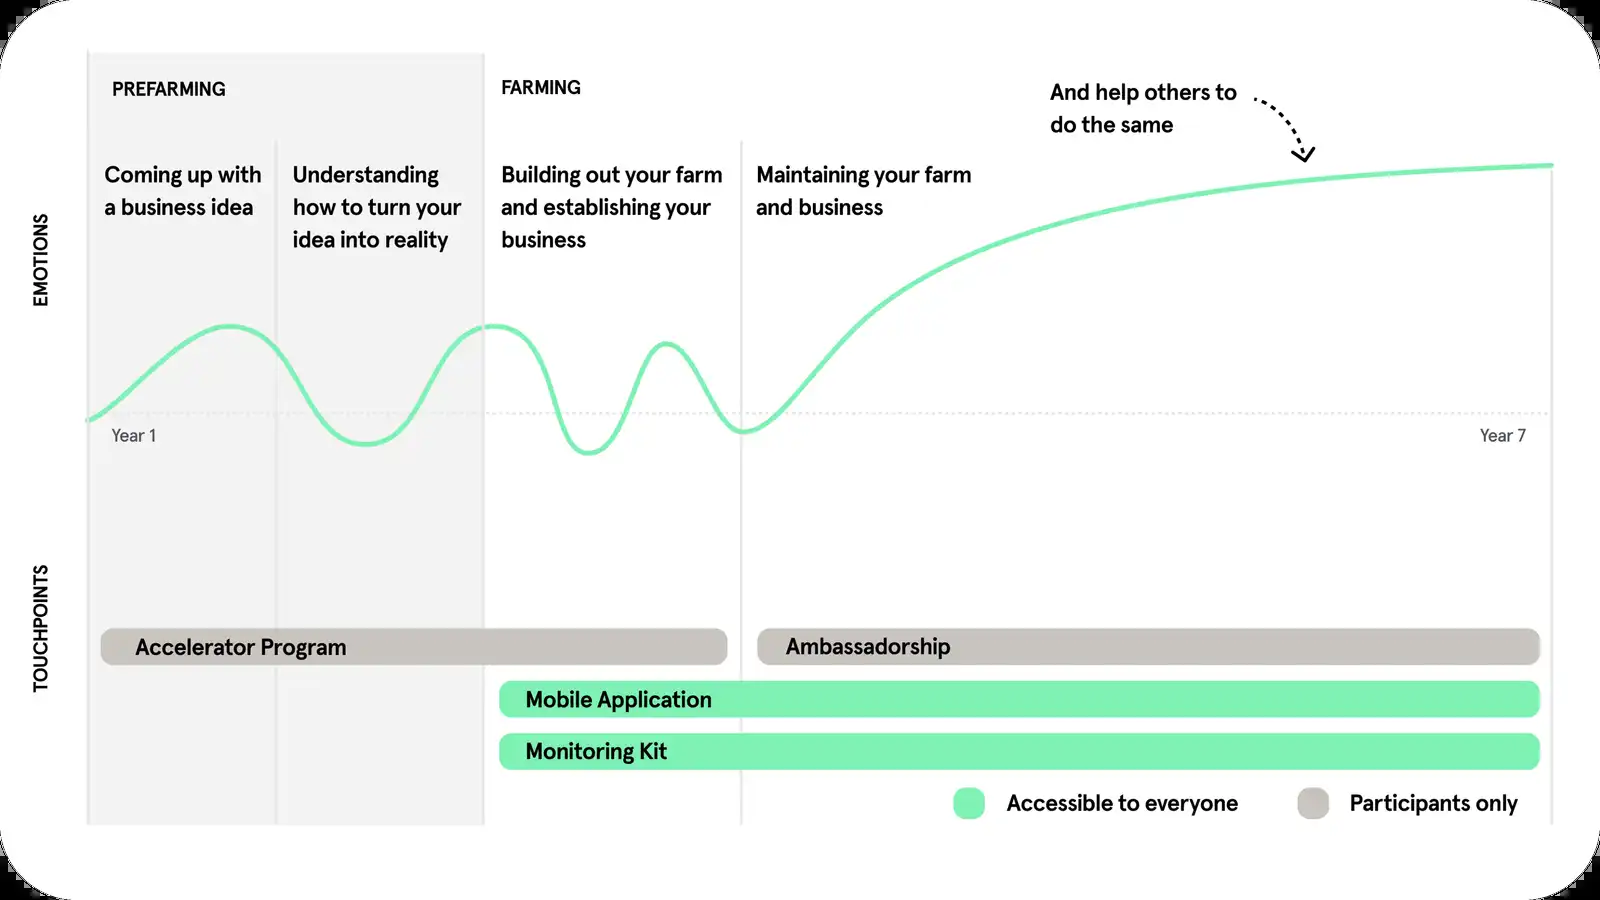 PREFARMING
FARMING
And help others to
do the same
Coming up with
a business idea
Understanding
how to turn your
idea into reality
Building out your farm
and establishing your
business
Maintaining your farm
and business
EMOTIONS
Year 1
Year 7
TOUCHPOINTS
Accelerator Program
Ambassadorship
Mobile Application
Monitoring Kit
Accessible to everyone
Participants only